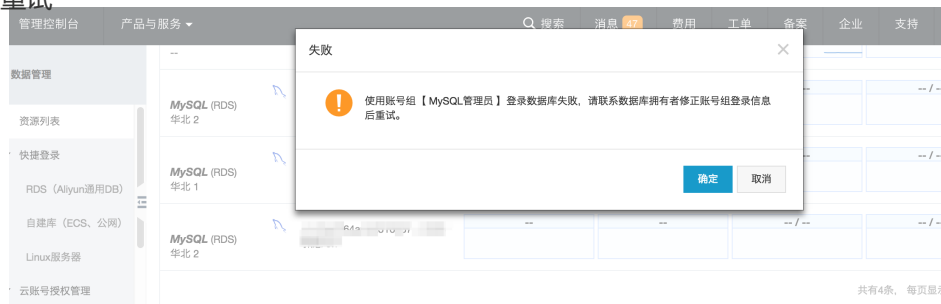 重试
管理控制台 产品与服务 搜索 消息 47 费用 工单 备案 企业 支持
失败
--
数据管理
使用账号组【 MySQL管理员 】登录数据库失败，请联系数据库拥有者修正账号组登录信息
后重试。
MySQL (RDS)
华北 2
-- / -
资源列表
快捷登录
MySQL (RDS)
华北 1
-- / -
确定 取消
RDS（Aliyun通用DB）
自建库（ECS、公网）
MySQL (RDS)
华北 2
-- -- -- / -- -- / -
Linux服务器
云账号授权管理
共有4条， 每页显